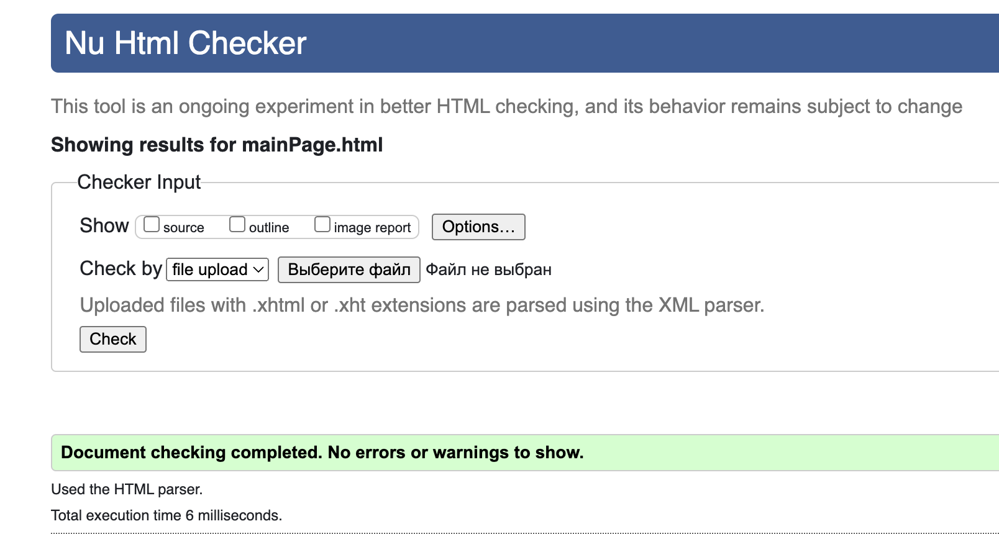 Nu Html Checker
This tool is an ongoing experiment in better HTML checking, and its behavior remains subject to change
Showing results for mainPage.html
Checker Input
Show source outline image report Options...
Check by file upload Выберите файл Файл не выбран
Uploaded files with .xhtml or .xht extensions are parsed using the XML parser.
Check
Document checking completed. No errors or warnings to show.
Used the HTML parser.
Total execution time 6 milliseconds.